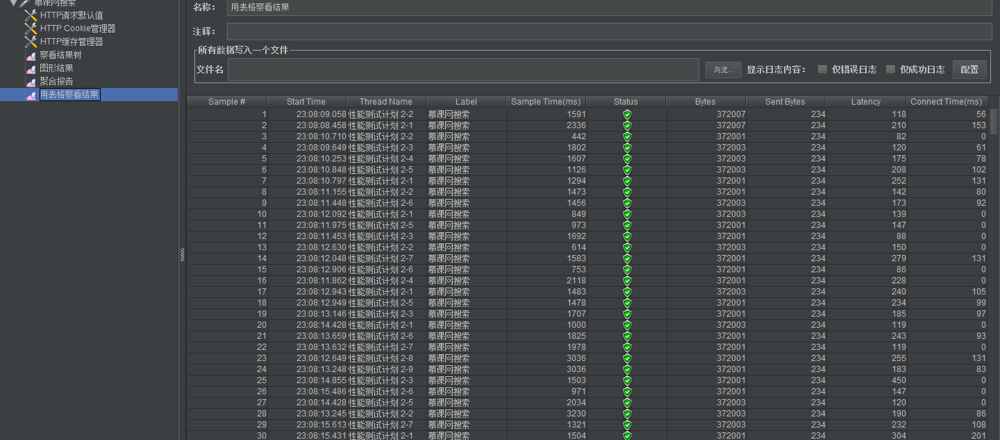 慕课网搜索
HTTP请求默认值
HTTP Cookie管理器
HTTP缓存管理器
察看结果树
图形结果
聚合报告
用表格察看结果
名称： 用表格察看结果
注释：
所有数据写入一个文件
文件名 浏览... 显示日志内容： 仅错误日志 仅成功日志 配置
Sample # Start Time Thread Name Label Sample Time(ms) Status Bytes Sent Bytes Latency Connect Time(ms)
1 23:08:09.058 性能测试计划 2-2 慕课网搜索 1591 372007 234 118 56
2 23:08:08.458 性能测试计划 2-1 慕课网搜索 2336 372007 234 210 153
3 23:08:10.710 性能测试计划 2-2 慕课网搜索 442 372001 234 82 0
4 23:08:09.649 性能测试计划 2-3 慕课网搜索 1802 372003 234 120 61
5 23:08:10.253 性能测试计划 2-4 慕课网搜索 1607 372003 234 175 78
6 23:08:10.848 性能测试计划 2-5 慕课网搜索 1126 372003 234 208 102
7 23:08:10.797 性能测试计划 2-1 慕课网搜索 1294 372001 234 252 131
8 23:08:11.155 性能测试计划 2-2 慕课网搜索 1473 372001 234 142 80
9 23:08:11.448 性能测试计划 2-6 慕课网搜索 1456 372003 234 173 92
10 23:08:12.092 性能测试计划 2-1 慕课网搜索 849 372001 234 139 0
11 23:08:11.975 性能测试计划 2-5 慕课网搜索 973 372001 234 147 0
12 23:08:11.453 性能测试计划 2-3 慕课网搜索 1692 372001 234 88 0
13 23:08:12.630 性能测试计划 2-2 慕课网搜索 614 372003 234 150 0
14 23:08:12.048 性能测试计划 2-7 慕课网搜索 1583 372001 234 279 131
15 23:08:12.906 性能测试计划 2-6 慕课网搜索 753 372001 234 86 0
16 23:08:11.862 性能测试计划 2-4 慕课网搜索 2118 372001 234 228 0
17 23:08:12.943 性能测试计划 2-1 慕课网搜索 1483 372001 234 240 105
18 23:08:12.949 性能测试计划 2-5 慕课网搜索 1478 372001 234 234 99
19 23:08:13.146 性能测试计划 2-3 慕课网搜索 1707 372001 234 185 97
20 23:08:14.428 性能测试计划 2-1 慕课网搜索 1000 372003 234 119 0
21 23:08:13.659 性能测试计划 2-6 慕课网搜索 1825 372001 234 243 93
22 23:08:13.632 性能测试计划 2-7 慕课网搜索 1978 372001 234 119 0
23 23:08:12.649 性能测试计划 2-8 慕课网搜索 3036 372001 234 255 131
24 23:08:13.248 性能测试计划 2-9 慕课网搜索 3036 372001 234 183 83
25 23:08:14.855 性能测试计划 2-3 慕课网搜索 1503 372001 234 450 0
26 23:08:15.486 性能测试计划 2-6 慕课网搜索 971 372001 234 147 0
27 23:08:14.428 性能测试计划 2-5 慕课网搜索 2034 372003 234 120 0
28 23:08:13.245 性能测试计划 2-2 慕课网搜索 3230 372001 234 190 86
29 23:08:15.613 性能测试计划 2-7 慕课网搜索 1321 372001 234 232 108
30 23:08:15.431 性能测试计划 2-1 慕课网搜索 1504 372001 234 304 201